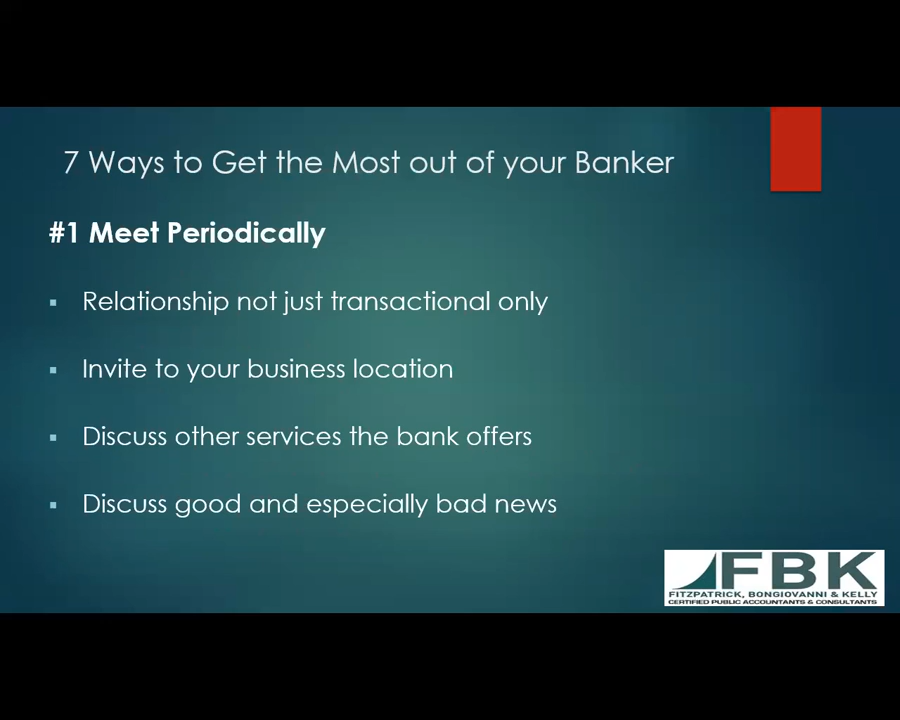 7 Ways to Get the Most out of your Banker
#1 Meet Periodically
▪ Relationship not just transactional only
▪ Invite to your business location
▪ Discuss other services the bank offers
▪ Discuss good and especially bad news
FBK
FITZPATRICK, BONGIOVANNI & KELLY
CERTIFIED PUBLIC ACCOUNTANTS & CONSULTANTS